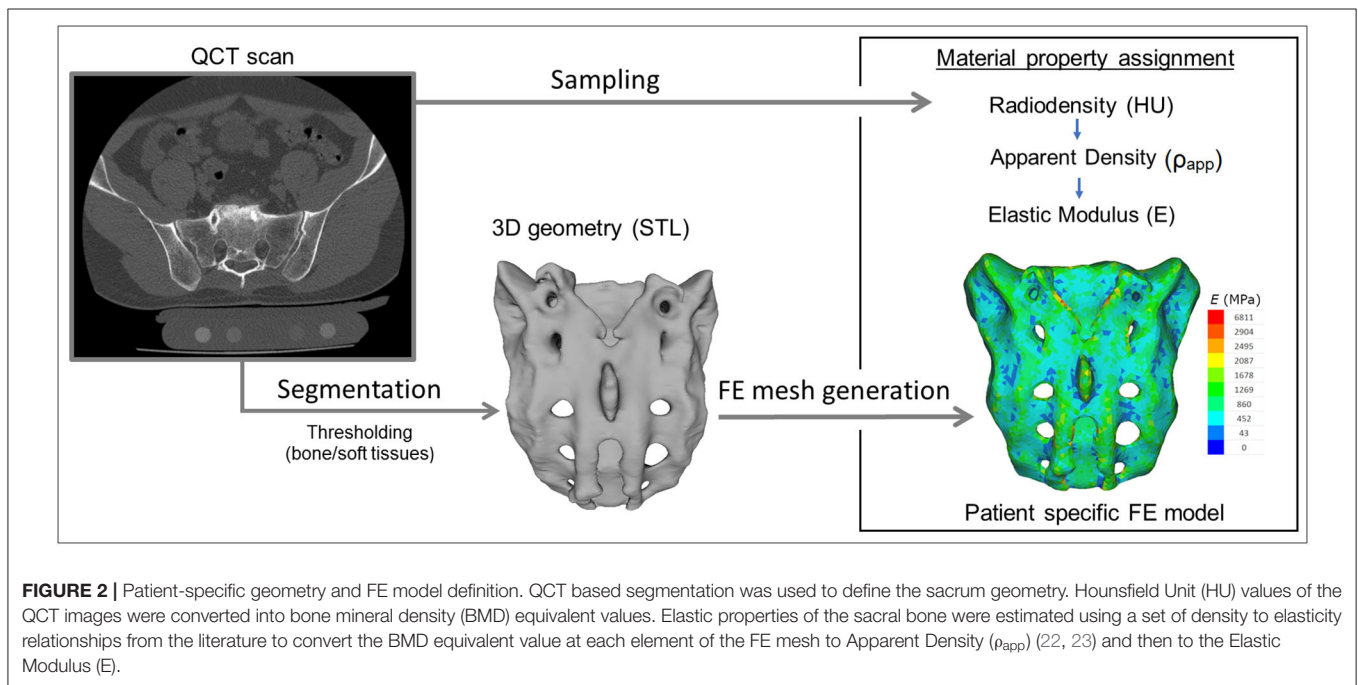 QCT scan
Sampling
Material property assignment
Radiodensity (HU)
Apparent Density (ρapp)
Elastic Modulus (E)
3D geometry (STL)
Segmentation
Thresholding
(bone/soft tissues)
FE mesh generation
E (MPa)
6811
2904
2495
2087
1678
1269
860
452
43
0
Patient specific FE model
FIGURE 2 | Patient-specific geometry and FE model definition. QCT based segmentation was used to define the sacrum geometry. Hounsfield Unit (HU) values of the
QCT images were converted into bone mineral density (BMD) equivalent values. Elastic properties of the sacral bone were estimated using a set of density to elasticity
relationships from the literature to convert the BMD equivalent value at each element of the FE mesh to Apparent Density (ρapp) (22, 23) and then to the Elastic
Modulus (E).